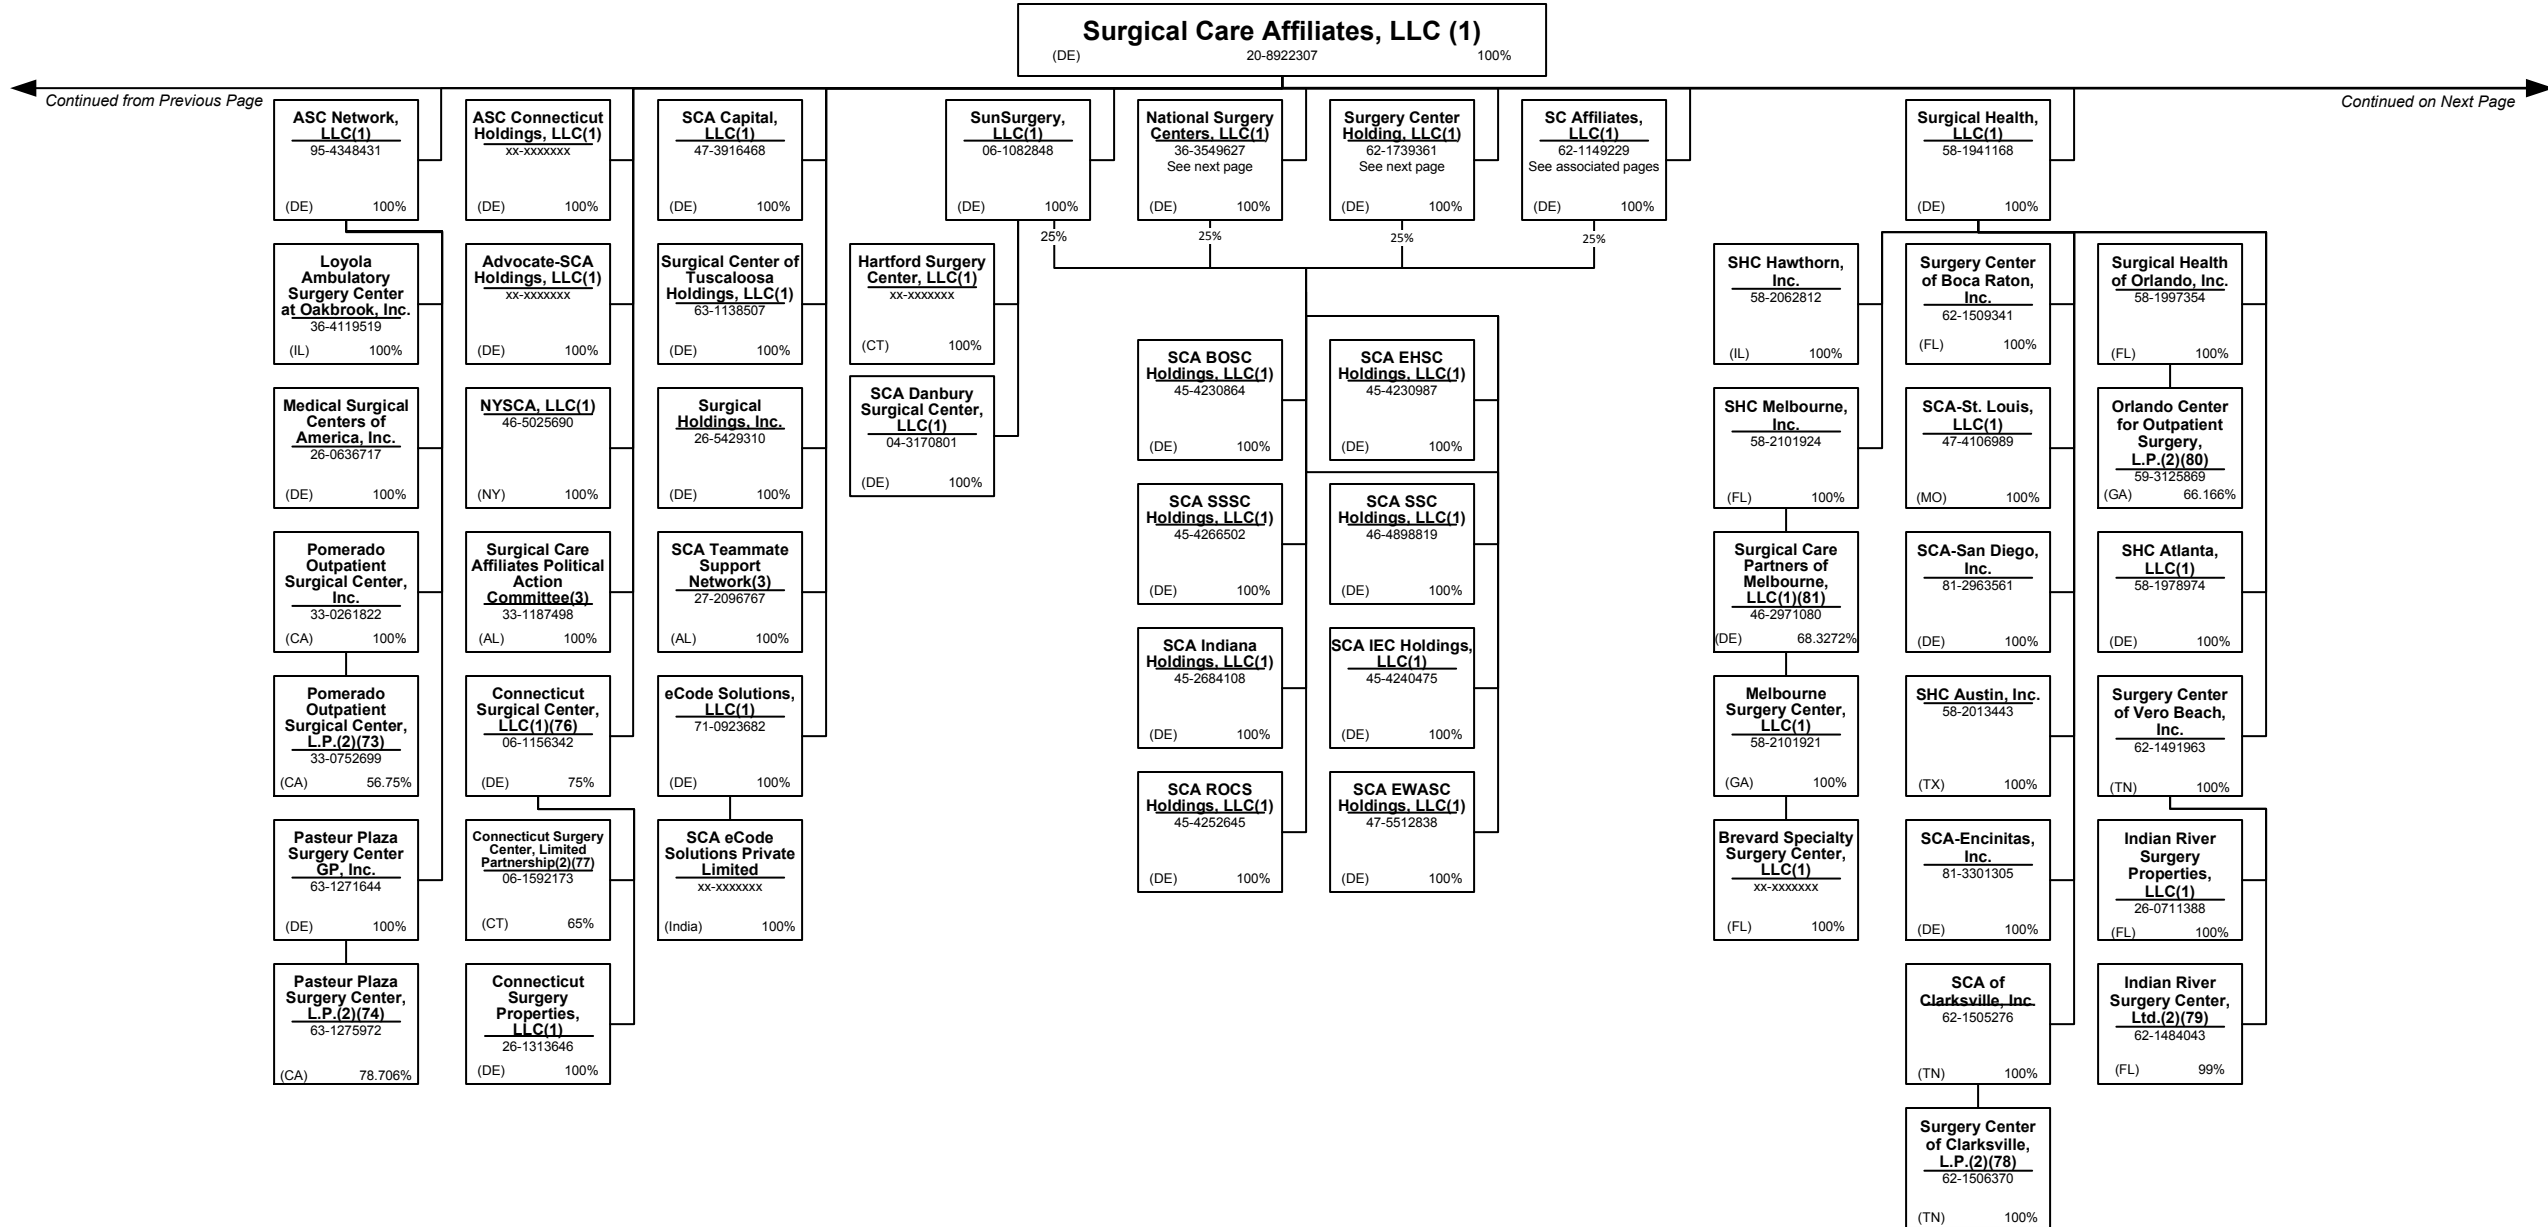 Surgical Care Affiliates, LLC (1)
(DE) 20-8922307 100%
Continued from Previous Page
Continued on Next Page
ASC Network,
LLC(1)
95-4348431
(DE) 100%
Loyola
Ambulatory
Surgery Center
at Oakbrook, Inc.
36-4119519
(IL) 100%
Medical Surgical
Centers of
America, Inc.
26-0636717
(DE) 100%
Pomerado
Outpatient
Surgical Center,
Inc.
33-0261822
(CA) 100%
Pomerado
Outpatient
Surgical Center,
L.P.(2)(73)
33-0752699
(CA) 56.75%
Pasteur Plaza
Surgery Center
GP, Inc.
63-1271644
(DE) 100%
Pasteur Plaza
Surgery Center,
L.P.(2)(74)
63-1275972
(CA) 78.706%
ASC Connecticut
Holdings, LLC(1)
xx-xxxxxxx
(DE) 100%
Advocate-SCA
Holdings, LLC(1)
xx-xxxxxxx
(DE) 100%
NYSCA, LLC(1)
46-5025690
(NY) 100%
Surgical Care
Affiliates Political
Action
Committee(3)
33-1187498
(AL) 100%
Connecticut
Surgical Center,
LLC(1)(76)
06-1156342
(DE) 75%
Connecticut Surgery
Center, Limited
Partnership(2)(77)
06-1592173
(CT) 65%
Connecticut
Surgery
Properties,
LLC(1)
26-1313646
(DE) 100%
SCA Capital,
LLC(1)
47-3916468
(DE) 100%
Surgical Center of
Tuscaloosa
Holdings, LLC(1)
63-1138507
(DE) 100%
Surgical
Holdings, Inc.
26-5429310
(DE) 100%
SCA Teammate
Support
Network(3)
27-2096767
(AL) 100%
eCode Solutions,
LLC(1)
71-0923682
(DE) 100%
SCA eCode
Solutions Private
Limited
xx-xxxxxxx
(India) 100%
SunSurgery,
LLC(1)
06-1082848
(DE) 100%
25%
Hartford Surgery
Center, LLC(1)
xx-xxxxxxx
(CT) 100%
SCA Danbury
Surgical Center,
LLC(1)
04-3170801
(DE) 100%
National Surgery
Centers, LLC(1)
36-3549627
See next page
(DE) 100%
25%
Surgery Center
Holding, LLC(1)
62-1739361
See next page
(DE) 100%
25%
SC Affiliates,
LLC(1)
62-1149229
See associated pages
(DE) 100%
25%
SCA BOSC
Holdings, LLC(1)
45-4230864
(DE) 100%
SCA EHSC
Holdings, LLC(1)
45-4230987
(DE) 100%
SCA SSSC
Holdings, LLC(1)
45-4266502
(DE) 100%
SCA SSC
Holdings, LLC(1)
46-4898819
(DE) 100%
SCA Indiana
Holdings, LLC(1)
45-2684108
(DE) 100%
SCA IEC Holdings,
LLC(1)
45-4240475
(DE) 100%
SCA ROCS
Holdings, LLC(1)
45-4252645
(DE) 100%
SCA EWASC
Holdings, LLC(1)
47-5512838
(DE) 100%
Surgical Health,
LLC(1)
58-1941168
(DE) 100%
SHC Hawthorn,
Inc.
58-2062812
(IL) 100%
SHC Melbourne,
Inc.
58-2101924
(FL) 100%
Surgical Care
Partners of
Melbourne,
LLC(1)(81)
46-2971080
(DE) 68.3272%
Melbourne
Surgery Center,
LLC(1)
58-2101921
(GA) 100%
Brevard Specialty
Surgery Center,
LLC(1)
xx-xxxxxxx
(FL) 100%
Surgery Center
of Boca Raton,
Inc.
62-1509341
(FL) 100%
SCA-St. Louis,
LLC(1)
47-4106989
(MO) 100%
SCA-San Diego,
Inc.
81-2963561
(DE) 100%
SHC Austin, Inc.
58-2013443
(TX) 100%
SCA-Encinitas,
Inc.
81-3301305
(DE) 100%
SCA of
Clarksville, Inc.
62-1505276
(TN) 100%
Surgery Center
of Clarksville,
L.P.(2)(78)
62-1506370
(TN) 100%
Surgical Health
of Orlando, Inc.
58-1997354
(FL) 100%
Orlando Center
for Outpatient
Surgery,
L.P.(2)(80)
59-3125869
(GA) 66.166%
SHC Atlanta,
LLC(1)
58-1978974
(DE) 100%
Surgery Center
of Vero Beach,
Inc.
62-1491963
(TN) 100%
Indian River
Surgery
Properties,
LLC(1)
26-0711388
(FL) 100%
Indian River
Surgery Center,
Ltd.(2)(79)
62-1484043
(FL) 99%